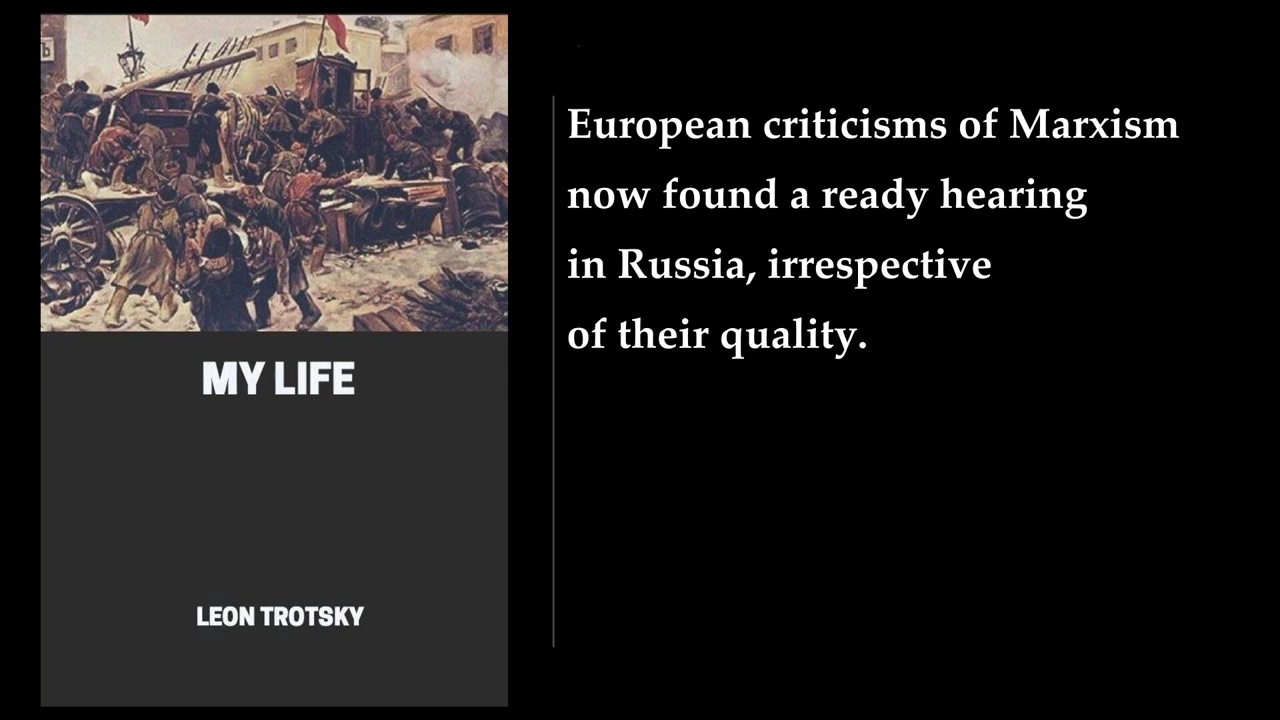 MY LIFE
LEON TROTSKY
European criticisms of Marxism
now found a ready hearing
in Russia, irrespective
of their quality.